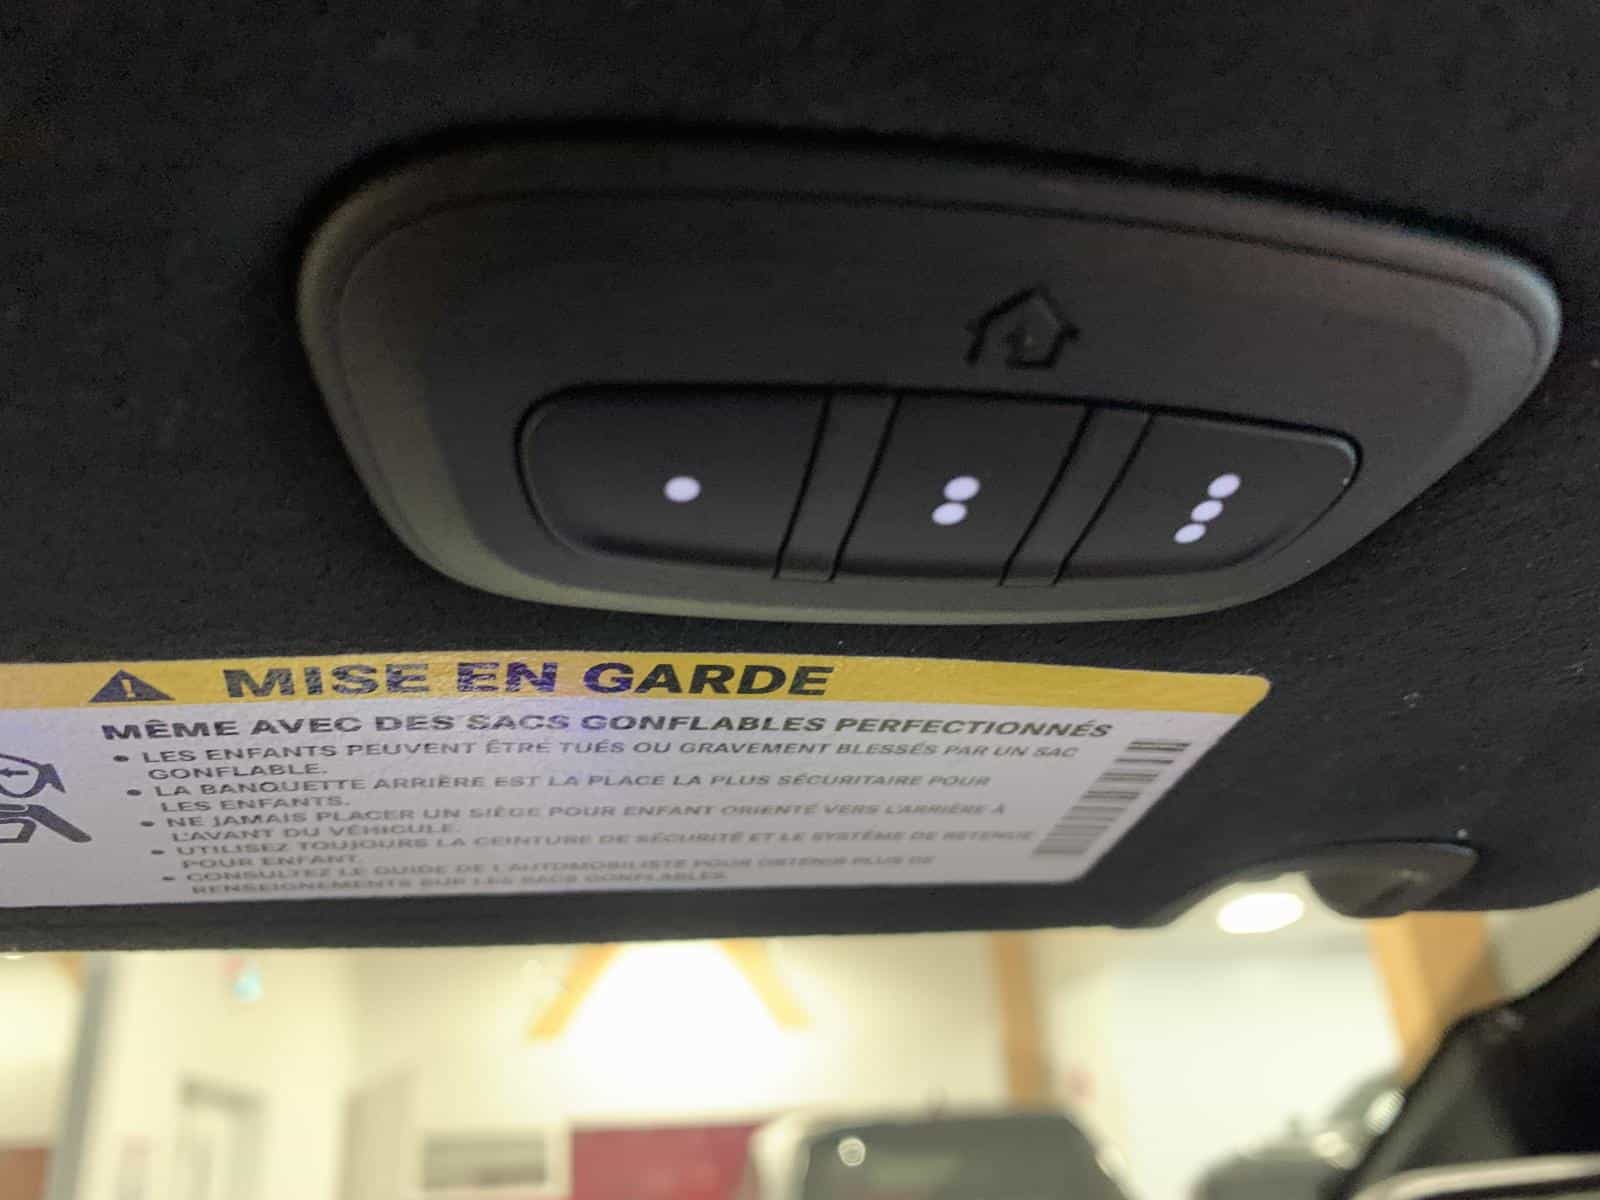 MISE EN GARDE
MÊME AVEC DES SACS GONFLABLES PERFECTIONNÉS
• LES ENFANTS PEUVENT ÊTRE TUÉS OU GRAVEMENT BLESSÉS PAR UN SAC
GONFLABLE.
• LA BANQUETTE ARRIÈRE EST LA PLACE LA PLUS SÉCURITAIRE POUR
LES ENFANTS.
• NE JAMAIS PLACER UN SIÈGE POUR ENFANT ORIENTÉ VERS L'ARRIÈRE À
L'AVANT DU VÉHICULE.
• UTILISEZ TOUJOURS LA CEINTURE DE SÉCURITÉ ET LE SYSTÈME DE RETENUE
POUR ENFANT.
• CONSULTEZ LE GUIDE DE L'AUTOMOBILISTE POUR OBTENIR PLUS DE
RENSEIGNEMENTS SUR LES SACS GONFLABLES.